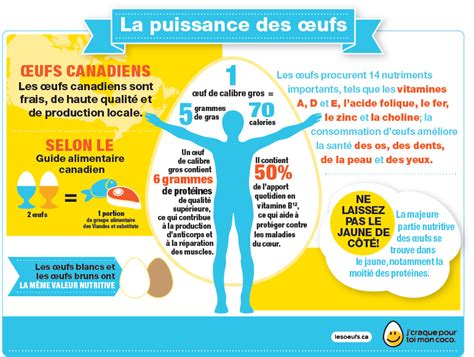 La puissance des œufs
ŒUFS CANADIENS
Les œufs canadiens sont
frais, de haute qualité et
de production locale.
SELON LE
Guide alimentaire
canadien
2 œufs
=
1 portion
de groupe alimentaire
des Viandes et substituts
Les œufs blancs et
les œufs bruns ont
LA MÊME VALEUR NUTRITIVE
1
œuf de calibre gros =
5 grammes
de gras
70
calories
Un œuf
de calibre
gros contient
6 grammes
de protéines
de qualité
supérieure,
ce qui contribue
à la production
d'anticorps et
à la réparation
des muscles.
Il contient
50%
de l'apport
quotidien en
vitamine B12,
ce qui aide à
protéger contre
les maladies
du cœur.
Les œufs procurent 14 nutriments
importants, tels que les vitamines
A, D et E, l'acide folique, le fer,
le zinc et la choline; la
consommation d'œufs améliore
la santé des os, des dents,
de la peau et des yeux.
NE
LAISSEZ
PAS LE
JAUNE DE
CÔTÉ!
La majeure
partie nutritive
des œufs se
trouve dans
le jaune, notamment la
moitié des protéines.
lesoeufs.ca
j'craque pour
toi mon coco.